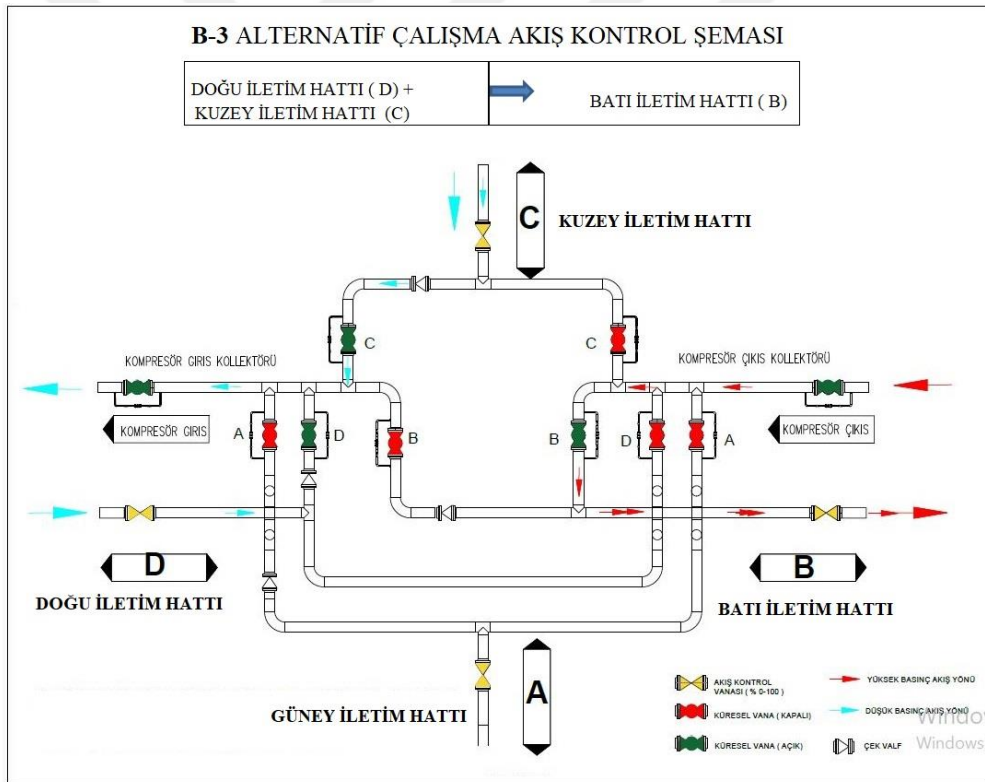 B-3 ALTERNATİF ÇALIŞMA AKIŞ KONTROL ŞEMASI
DOĞU İLETİM HATTI ( D) +
KUZEY İLETİM HATTI (C)
BATI İLETİM HATTI ( B )
C
KUZEY İLETİM HATTI
C
C
KOMPRESÖR GIRIS KOLLEKTÖRÜ
KOMPRESÖR ÇIKIS KOLLEKTÖRÜ
KOMPRESÖR GIRIS
A
D
B
B
D
A
KOMPRESÖR ÇIKIS
D
B
DOĞU İLETİM HATTI
BATI İLETİM HATTI
A
GÜNEY İLETİM HATTI
AKIŞ KONTROL
VANASI ( % 0-100 )
YÜKSEK BASINÇ AKIŞ YÖNÜ
KÜRESEL VANA ( KAPALI)
DÜŞÜK BASINÇ AKIŞ YÖNÜ
KÜRESEL VANA ( AÇIK)
ÇEK VALF
Windows